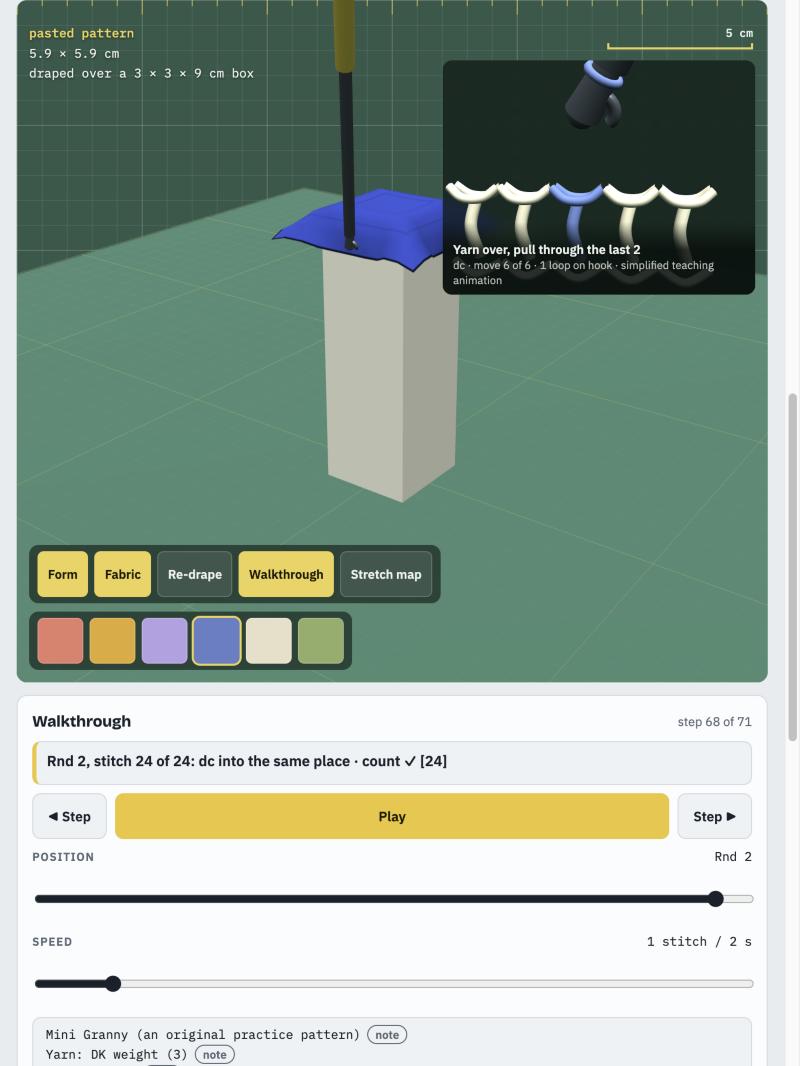 pasted pattern
5.9 × 5.9 cm
draped over a 3 × 3 × 9 cm box
5 cm
Yarn over, pull through the last 2
dc · move 6 of 6 · 1 loop on hook · simplified teaching
animation
Form Fabric Re-drape Walkthrough Stretch map
Walkthrough step 68 of 71
Rnd 2, stitch 24 of 24: dc into the same place · count ✓ [24]
◀ Step Play Step ▶
POSITION Rnd 2
SPEED 1 stitch / 2 s
Mini Granny (an original practice pattern) note
Yarn: DK weight (3) note